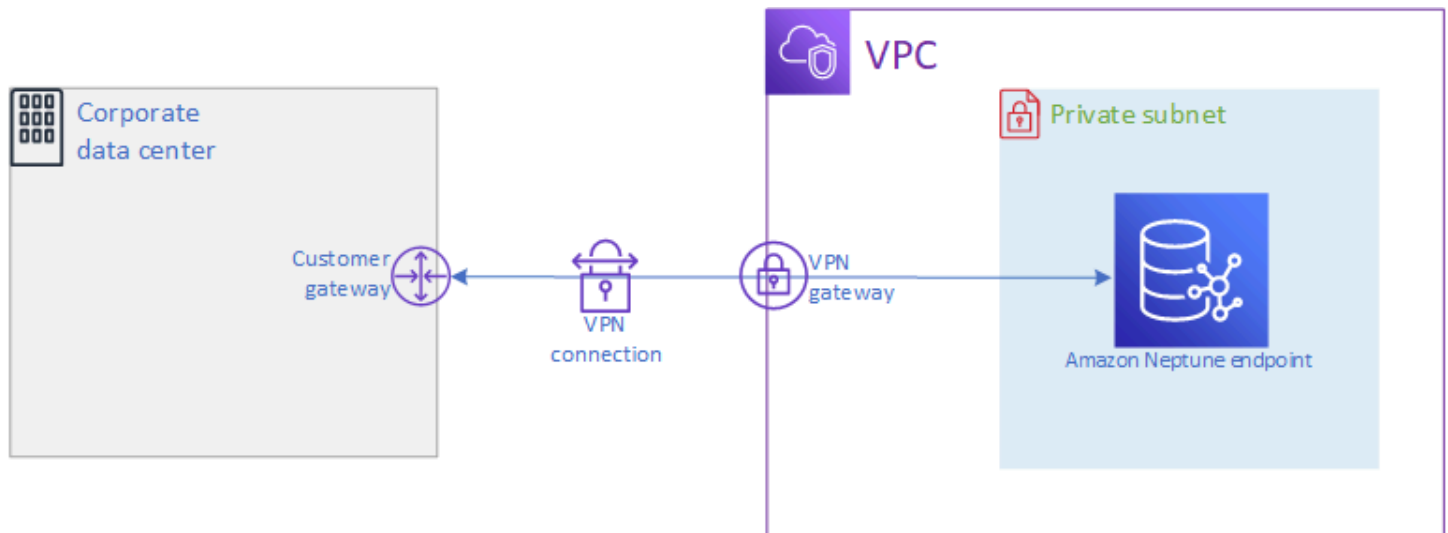 VPC
Corporate
data center
Private subnet
Customer
gateway
VPN
connection
VPN
gateway
Amazon Neptune endpoint